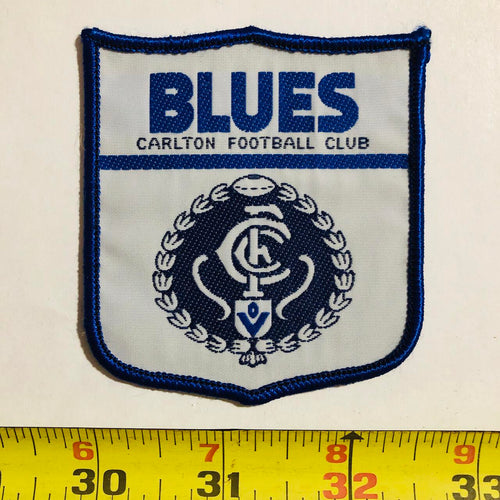 BLUES
CARLTON FOOTBALL CLUB
CFC
V
6 7 8 9
30 31 32 33